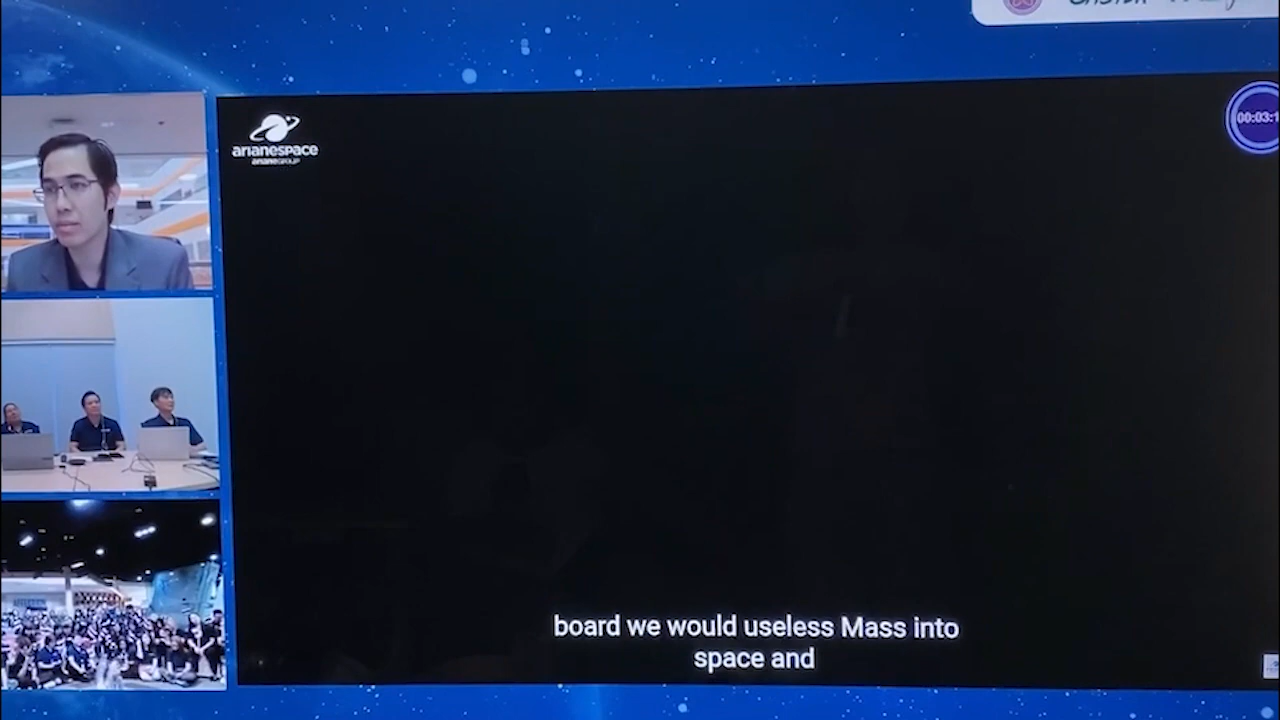 arianespace
arianeGROUP
00:03:1
board we would useless Mass into
space and